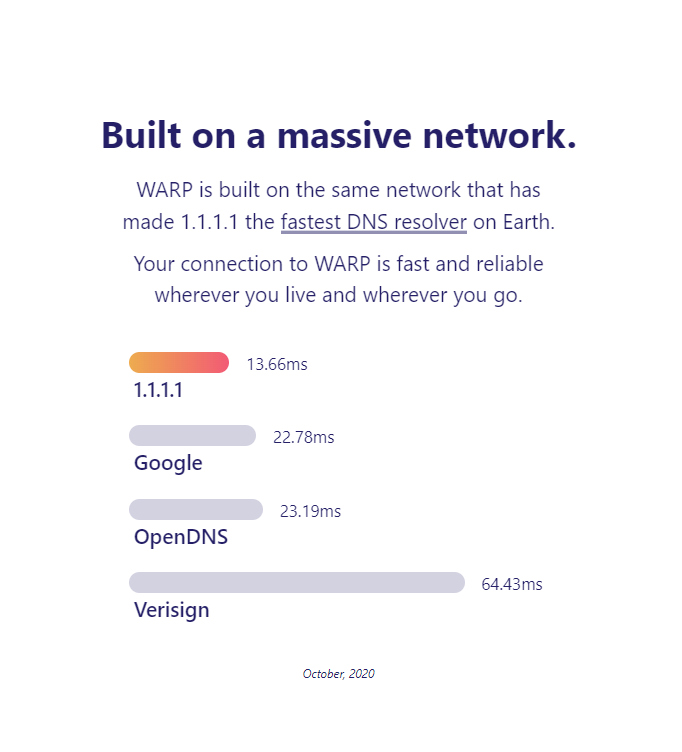 Built on a massive network.
WARP is built on the same network that has
made 1.1.1.1 the fastest DNS resolver on Earth.
Your connection to WARP is fast and reliable
wherever you live and wherever you go.
13.66ms
1.1.1.1
22.78ms
Google
23.19ms
OpenDNS
64.43ms
Verisign
October, 2020